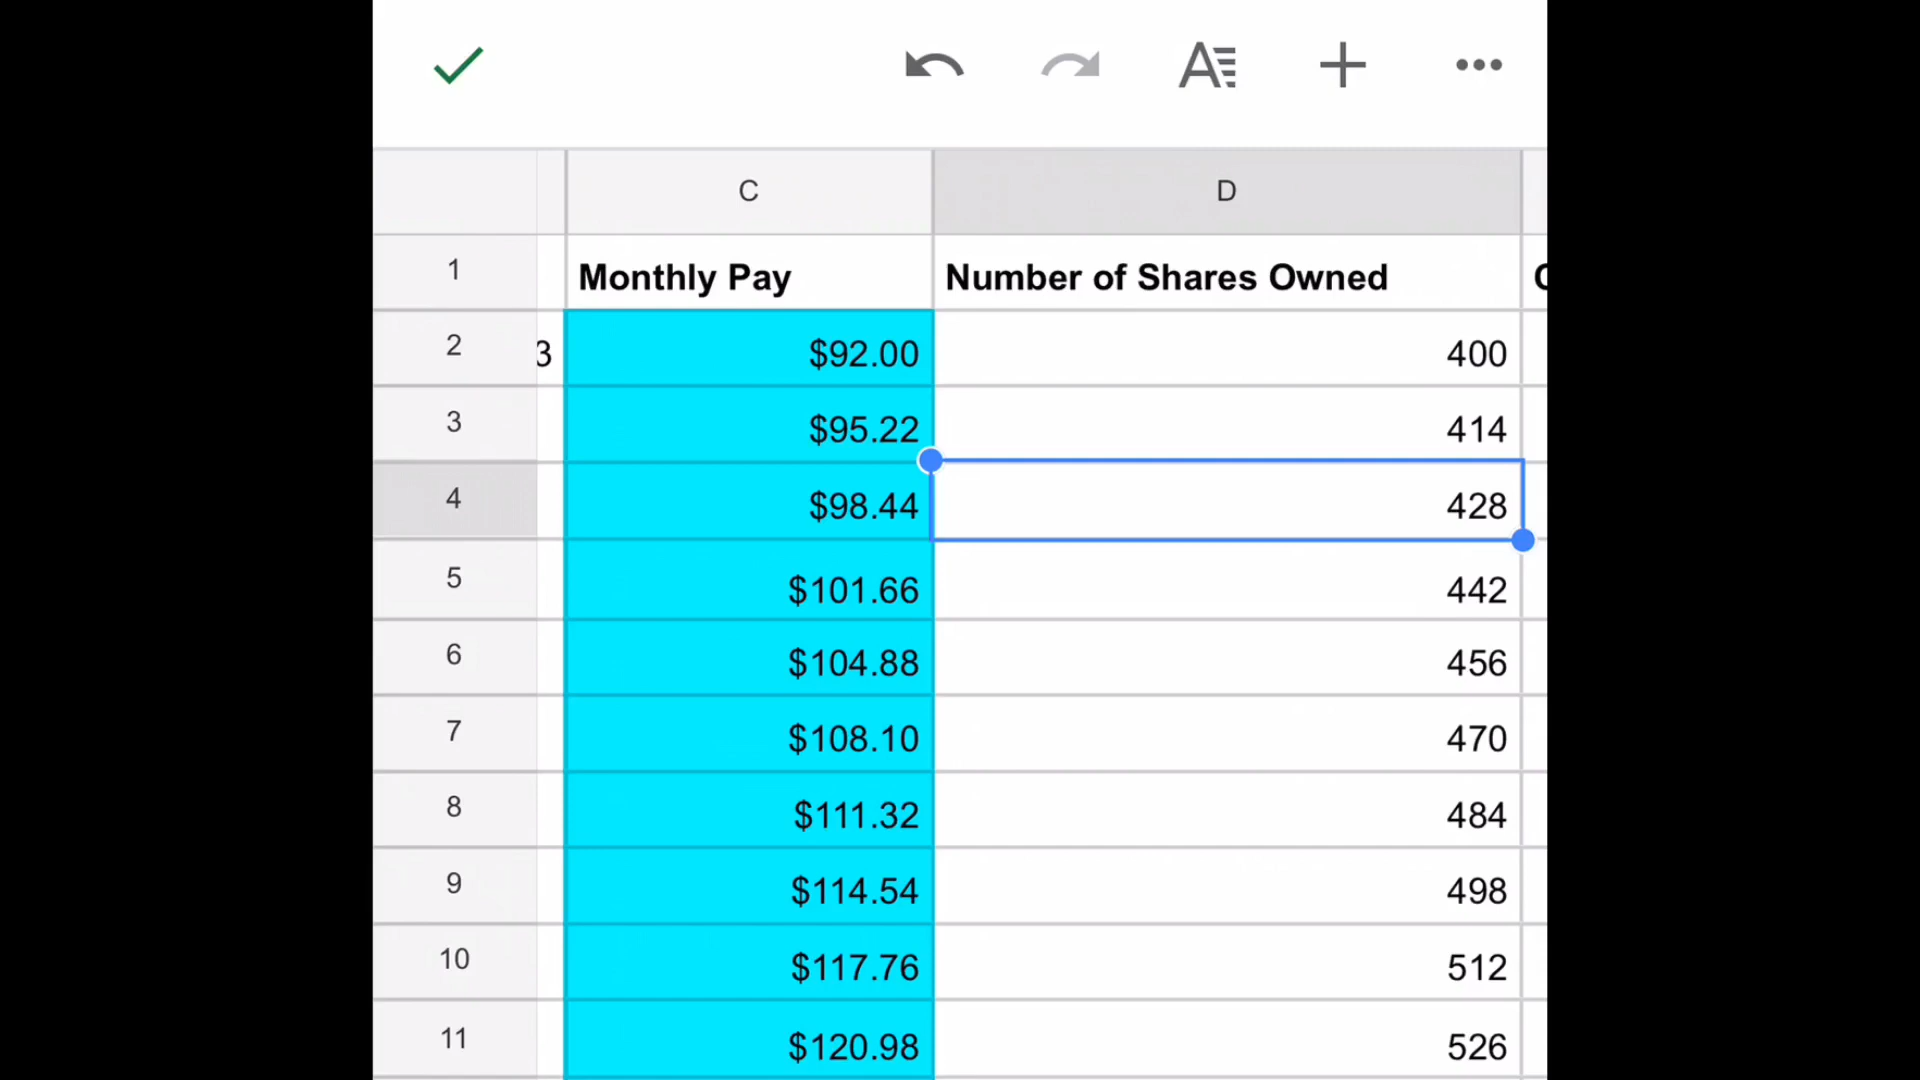 C D
1 Monthly Pay Number of Shares Owned
2 3 $92.00 400
3 $95.22 414
4 $98.44 428
5 $101.66 442
6 $104.88 456
7 $108.10 470
8 $111.32 484
9 $114.54 498
10 $117.76 512
11 $120.98 526